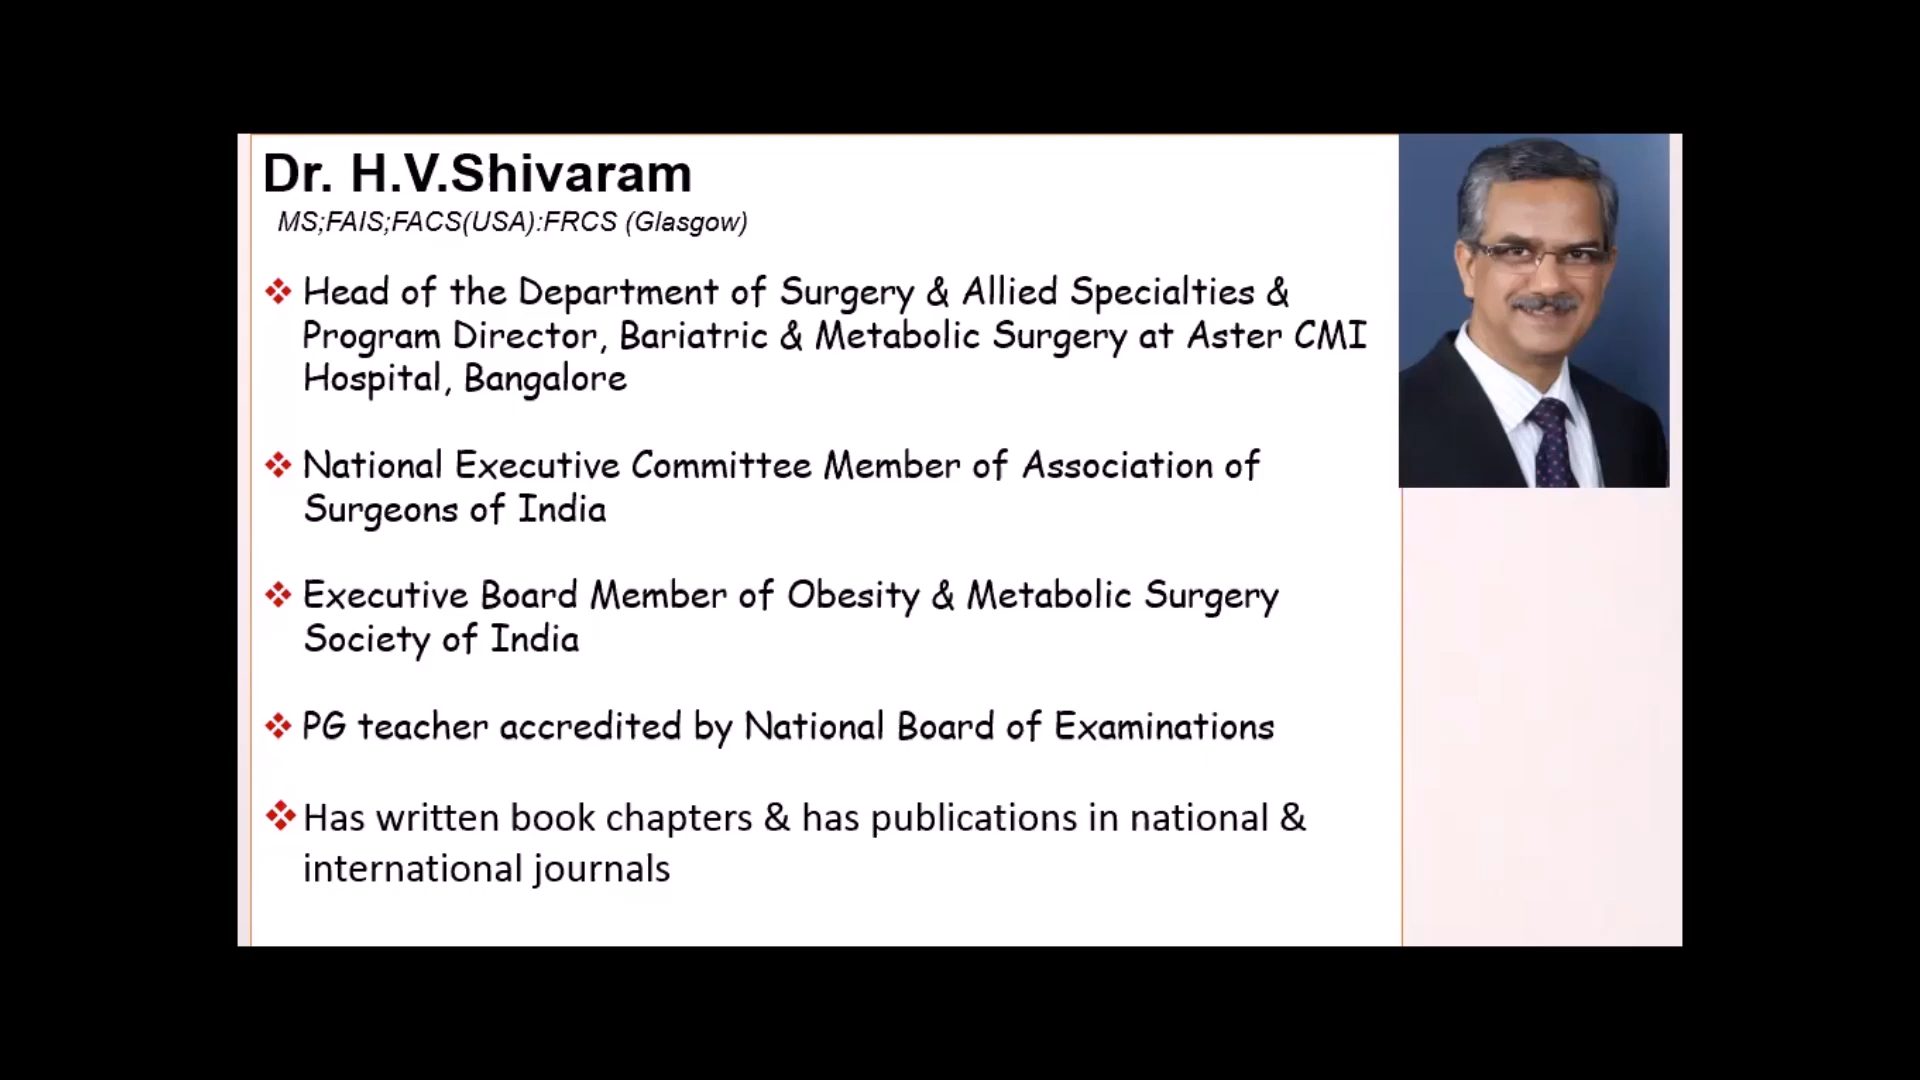 Dr. H.V.Shivaram
MS;FAIS;FACS(USA):FRCS (Glasgow)
❖ Head of the Department of Surgery & Allied Specialties &
Program Director, Bariatric & Metabolic Surgery at Aster CMI
Hospital, Bangalore
❖ National Executive Committee Member of Association of
Surgeons of India
❖ Executive Board Member of Obesity & Metabolic Surgery
Society of India
❖ PG teacher accredited by National Board of Examinations
❖ Has written book chapters & has publications in national &
international journals